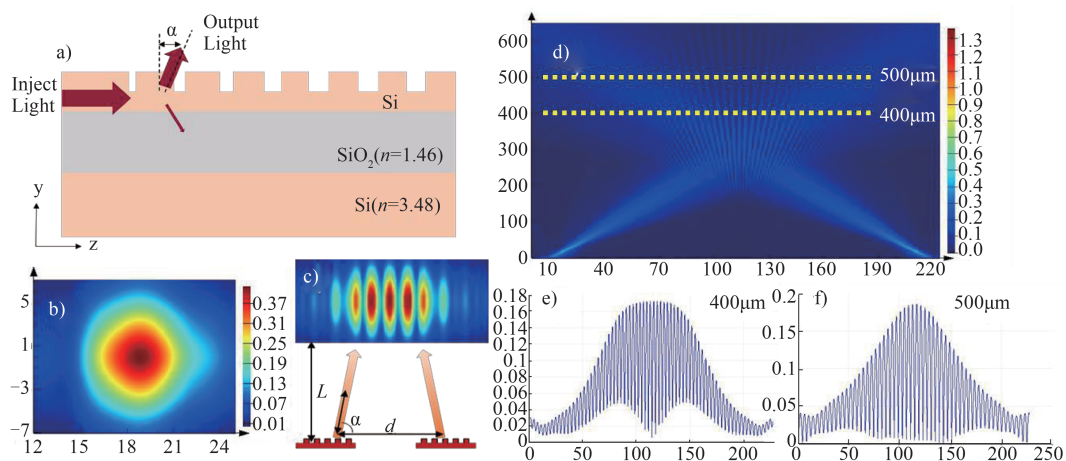 a)
α
Output
Light
Inject
Light
Si
SiO2(n=1.46)
Si(n=3.48)
y
z
b)
5
1
−3
−7
12 15 18 21 24
0.37
0.31
0.25
0.19
0.13
0.07
0.01
c)
L
α
d
d)
600
500
400
300
200
100
0
10 40 70 100 130 160 190 220
500μm
400μm
1.3
1.2
1.1
1.0
0.9
0.8
0.7
0.6
0.5
0.4
0.3
0.2
0.1
0.0
e)
400μm
0.18
0.16
0.14
0.12
0.1
0.08
0.06
0.04
0.02
0
0 50 100 150 200
f)
500μm
0.2
0.15
0.1
0.05
0
0 50 100 150 200 250